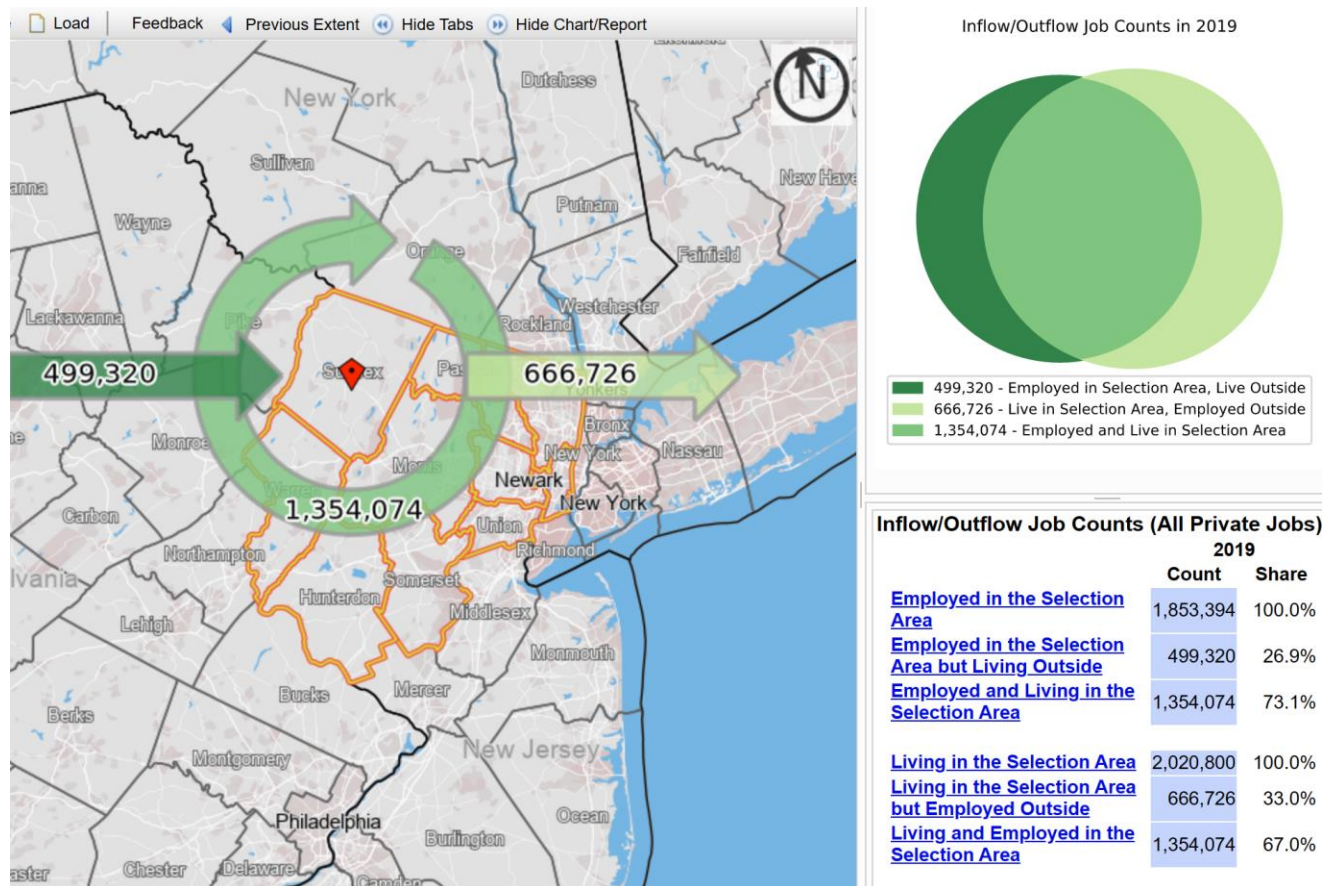 Load
Feedback
Previous Extent
Hide Tabs
Hide Chart/Report
N
New York
Dutchess
Sullivan
Wayne
Putnam
New Have
Orange
Fairfield
Westchester
Lackawanna
Pike
Rockland
499,320
666,726
Yonkers
Bronx
New York
Nassau
Monroe
Morris
Newark
New York
Warren
1,354,074
Carbon
Union
Richmond
Northampton
lvania
Somerset
Hunterdon
Middlesex
Lehigh
Monmouth
Bucks
Mercer
Berks
New Jersey
Montgomery
Ocean
Philadelphia
Burlington
Chester
Delaware
Camden
Inflow/Outflow Job Counts in 2019
499,320 - Employed in Selection Area, Live Outside
666,726 - Live in Selection Area, Employed Outside
1,354,074 - Employed and Live in Selection Area
Inflow/Outflow Job Counts (All Private Jobs)
2019
Count Share
Employed in the Selection
Area 1,853,394 100.0%
Employed in the Selection
Area but Living Outside 499,320 26.9%
Employed and Living in the
Selection Area 1,354,074 73.1%
Living in the Selection Area 2,020,800 100.0%
Living in the Selection Area
but Employed Outside 666,726 33.0%
Living and Employed in the
Selection Area 1,354,074 67.0%